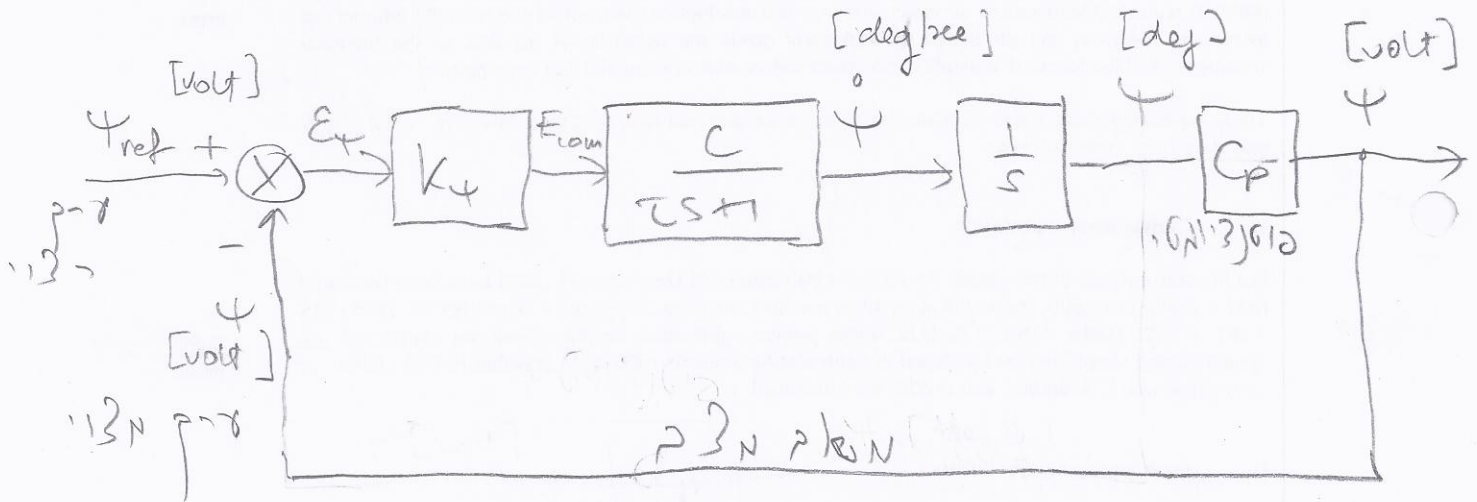 [deg/sec] [deg] [volt]
[volt] ψ̇ ψ ψ
ψref + εψ Ecom
Kψ C/(τs+1) 1/s Cp
ערך
רצוי
−
פוטנציומטר
ψ
[volt]
ערך מצוי
משוב מצב